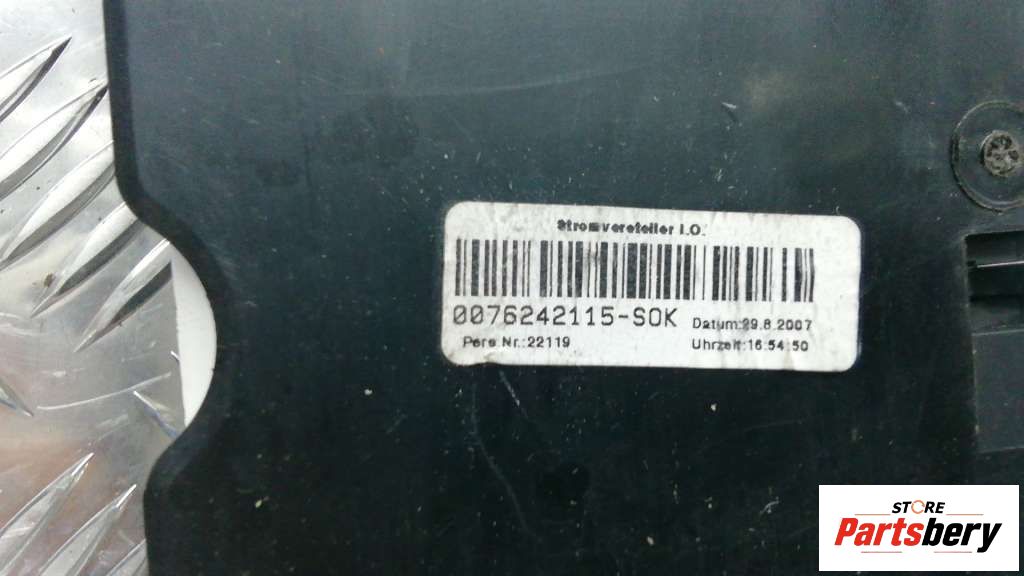 Stromverteiler I.O.
0076242115-SOK
Datum:29.8.2007
Pers.Nr.:22119
Uhrzeit:16:54:50
STORE
Partsbery